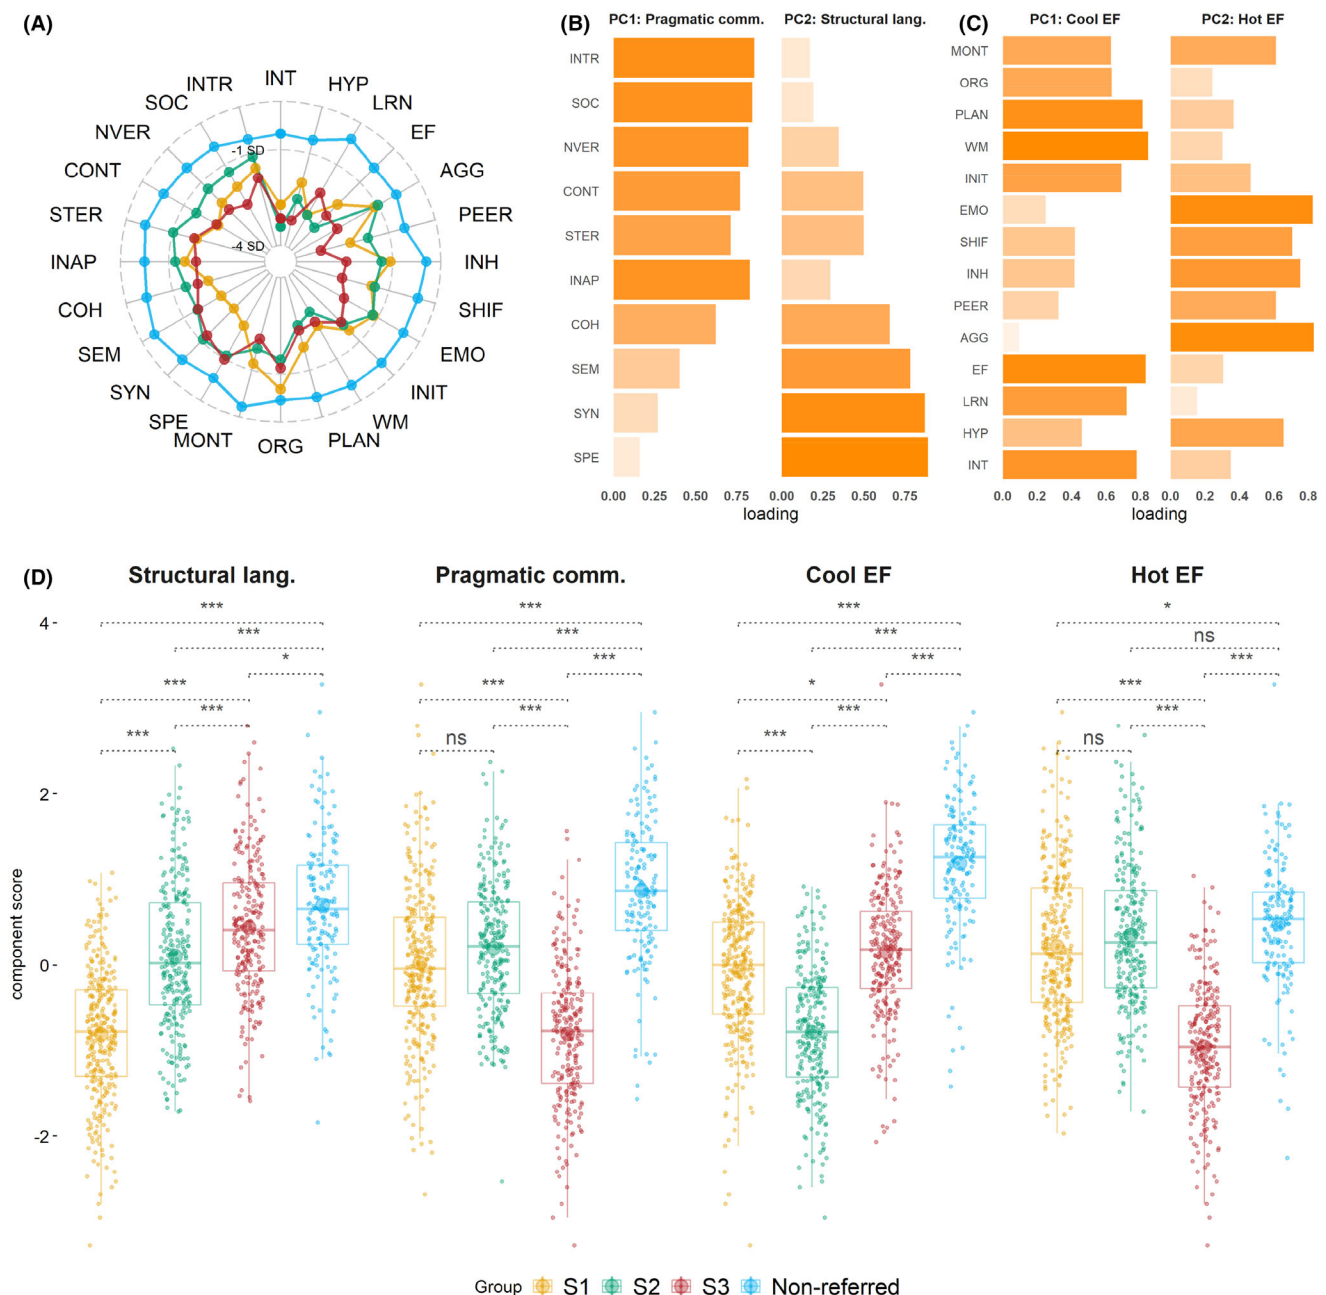 (A)
INT
HYP
LRN
EF
AGG
PEER
INH
SHIF
EMO
INIT
WM
PLAN
ORG
MONT
SPE
SYN
SEM
COH
INAP
STER
CONT
NVER
SOC
INTR
-1 SD
-4 SD
(B)
PC1: Pragmatic comm. PC2: Structural lang.
INTR
SOC
NVER
CONT
STER
INAP
COH
SEM
SYN
SPE
0.00 0.25 0.50 0.75 0.00 0.25 0.50 0.75
loading
(C)
PC1: Cool EF PC2: Hot EF
MONT
ORG
PLAN
WM
INIT
EMO
SHIF
INH
PEER
AGG
EF
LRN
HYP
INT
0.0 0.2 0.4 0.6 0.8 0.0 0.2 0.4 0.6 0.8
loading
(D)
Structural lang. Pragmatic comm. Cool EF Hot EF
component score
4
2
0
-2
*** *** *** *
*** *** *** ns
* *** *** ***
*** *** * ***
*** *** *** ***
*** ns *** ns
Group S1 S2 S3 Non-referred